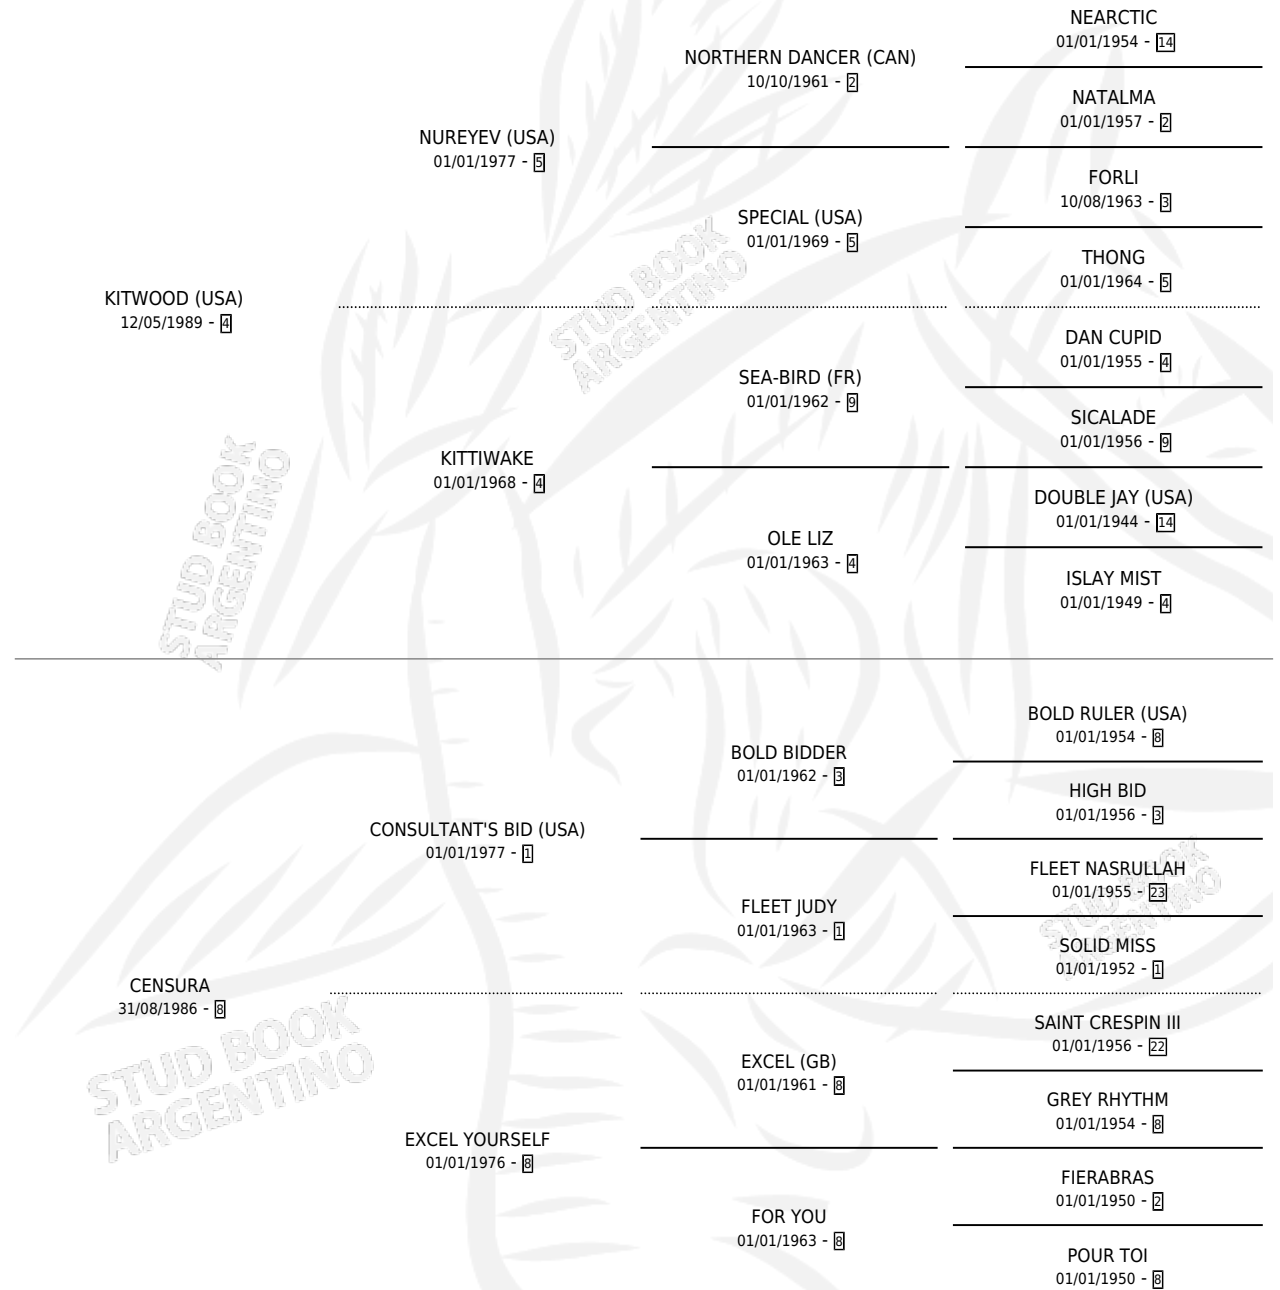 NEARCTIC
01/01/1954 - 14
NORTHERN DANCER (CAN)
10/10/1961 - 2
NATALMA
01/01/1957 - 2
NUREYEV (USA)
01/01/1977 - 5
FORLI
10/08/1963 - 3
SPECIAL (USA)
01/01/1969 - 5
THONG
01/01/1964 - 5
KITWOOD (USA)
12/05/1989 - 4
DAN CUPID
01/01/1955 - 4
SEA-BIRD (FR)
01/01/1962 - 9
SICALADE
01/01/1956 - 9
KITTIWAKE
01/01/1968 - 4
DOUBLE JAY (USA)
01/01/1944 - 14
OLE LIZ
01/01/1963 - 4
ISLAY MIST
01/01/1949 - 4
STUD BOOK
ARGENTINO
STUD BOOK
ARGENTINO
BOLD RULER (USA)
01/01/1954 - 8
BOLD BIDDER
01/01/1962 - 3
HIGH BID
01/01/1956 - 3
CONSULTANT'S BID (USA)
01/01/1977 - 1
FLEET NASRULLAH
01/01/1955 - 23
FLEET JUDY
01/01/1963 - 1
SOLID MISS
01/01/1952 - 1
STUD BOOK
ARGENTINO
CENSURA
31/08/1986 - 8
SAINT CRESPIN III
01/01/1956 - 22
EXCEL (GB)
01/01/1961 - 8
GREY RHYTHM
01/01/1954 - 8
EXCEL YOURSELF
01/01/1976 - 8
FIERABRAS
01/01/1950 - 2
FOR YOU
01/01/1963 - 8
POUR TOI
01/01/1950 - 8
STUD BOOK
ARGENTINO